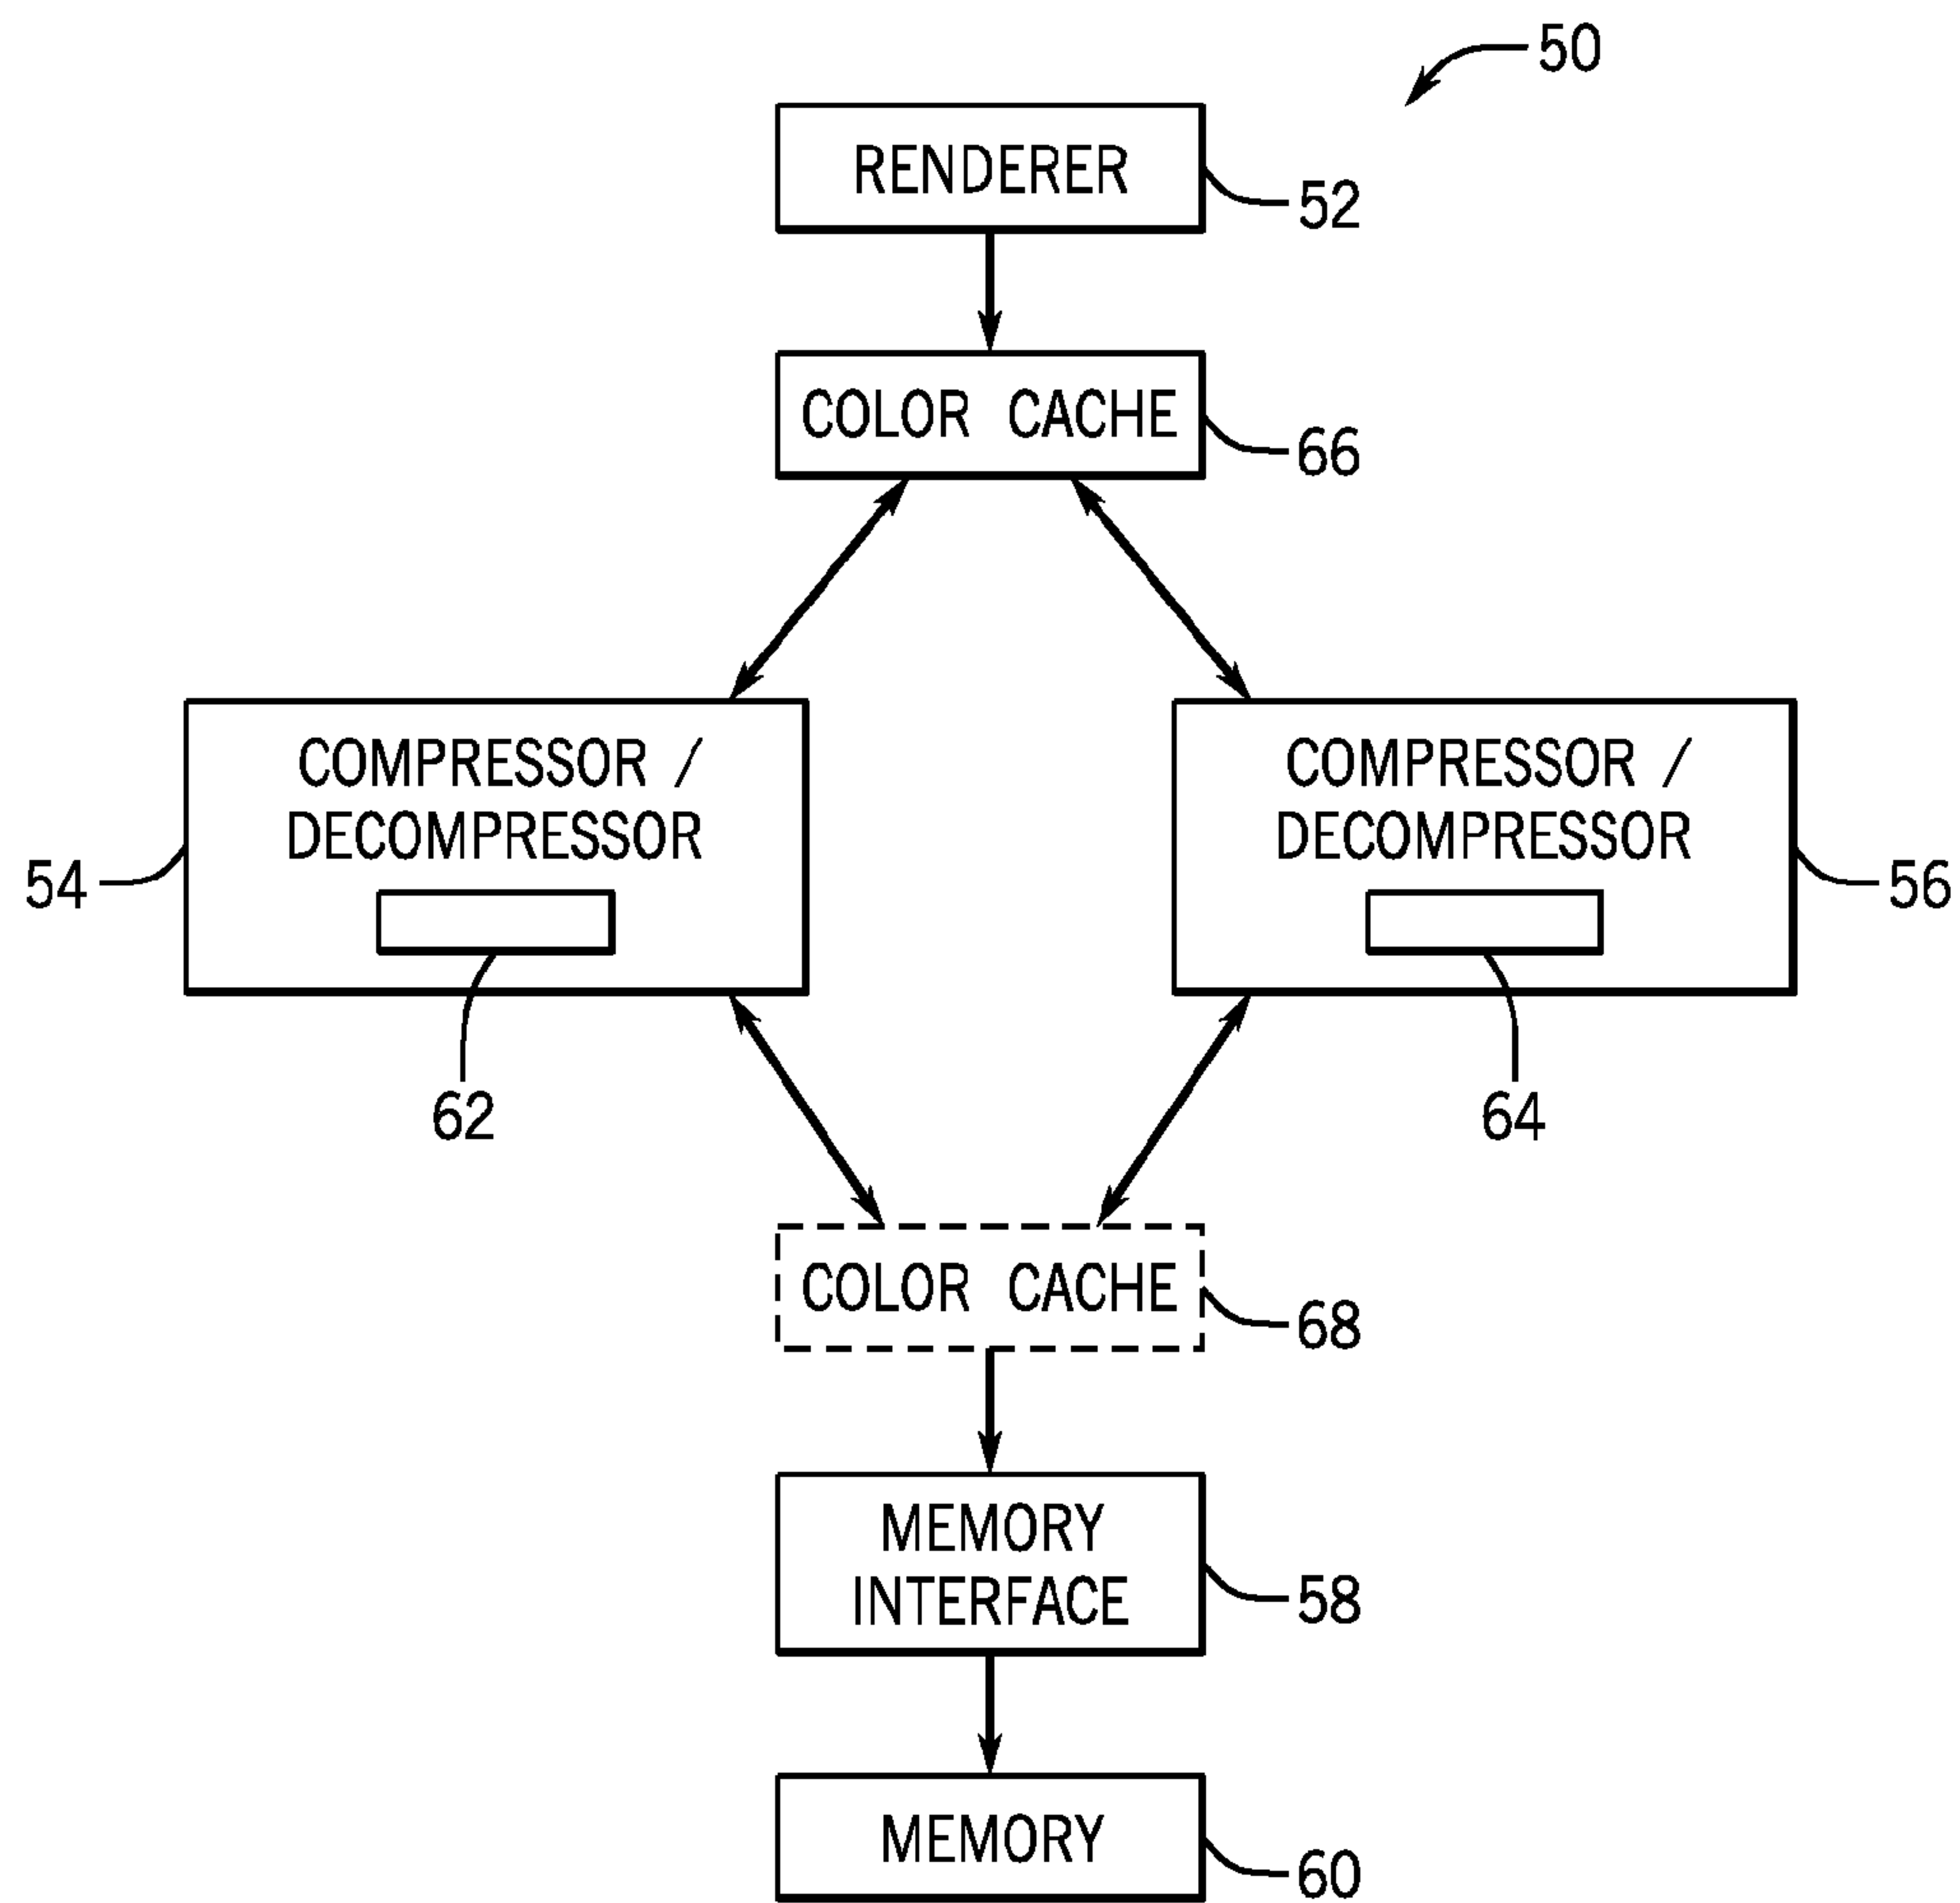 50
RENDERER
52
COLOR CACHE
66
COMPRESSOR /
DECOMPRESSOR
54
62
COMPRESSOR /
DECOMPRESSOR
56
64
COLOR CACHE
68
MEMORY
INTERFACE
58
MEMORY
60